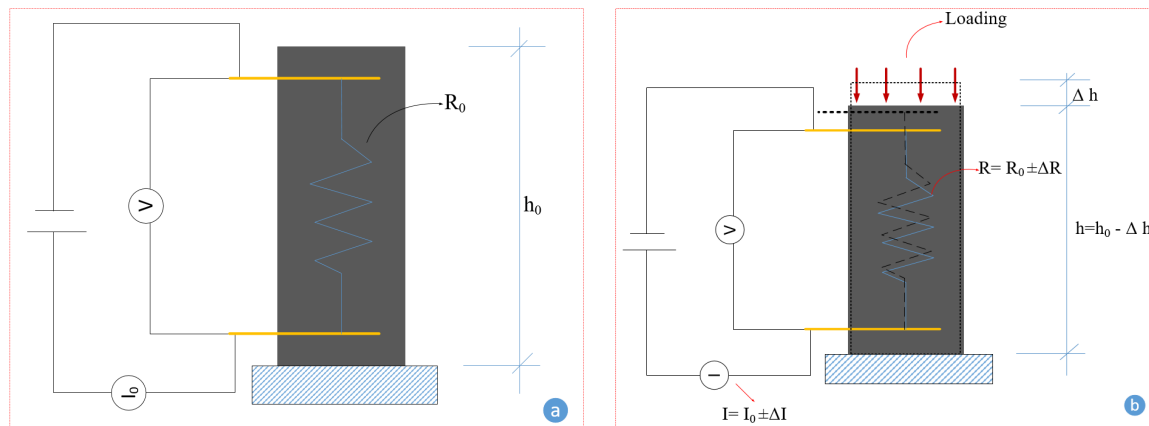 V
R₀
h₀
I₀
a
Loading
Δ h
R= R₀ ±ΔR
V
h=h₀ - Δ h
I
I= I₀ ±ΔI
b